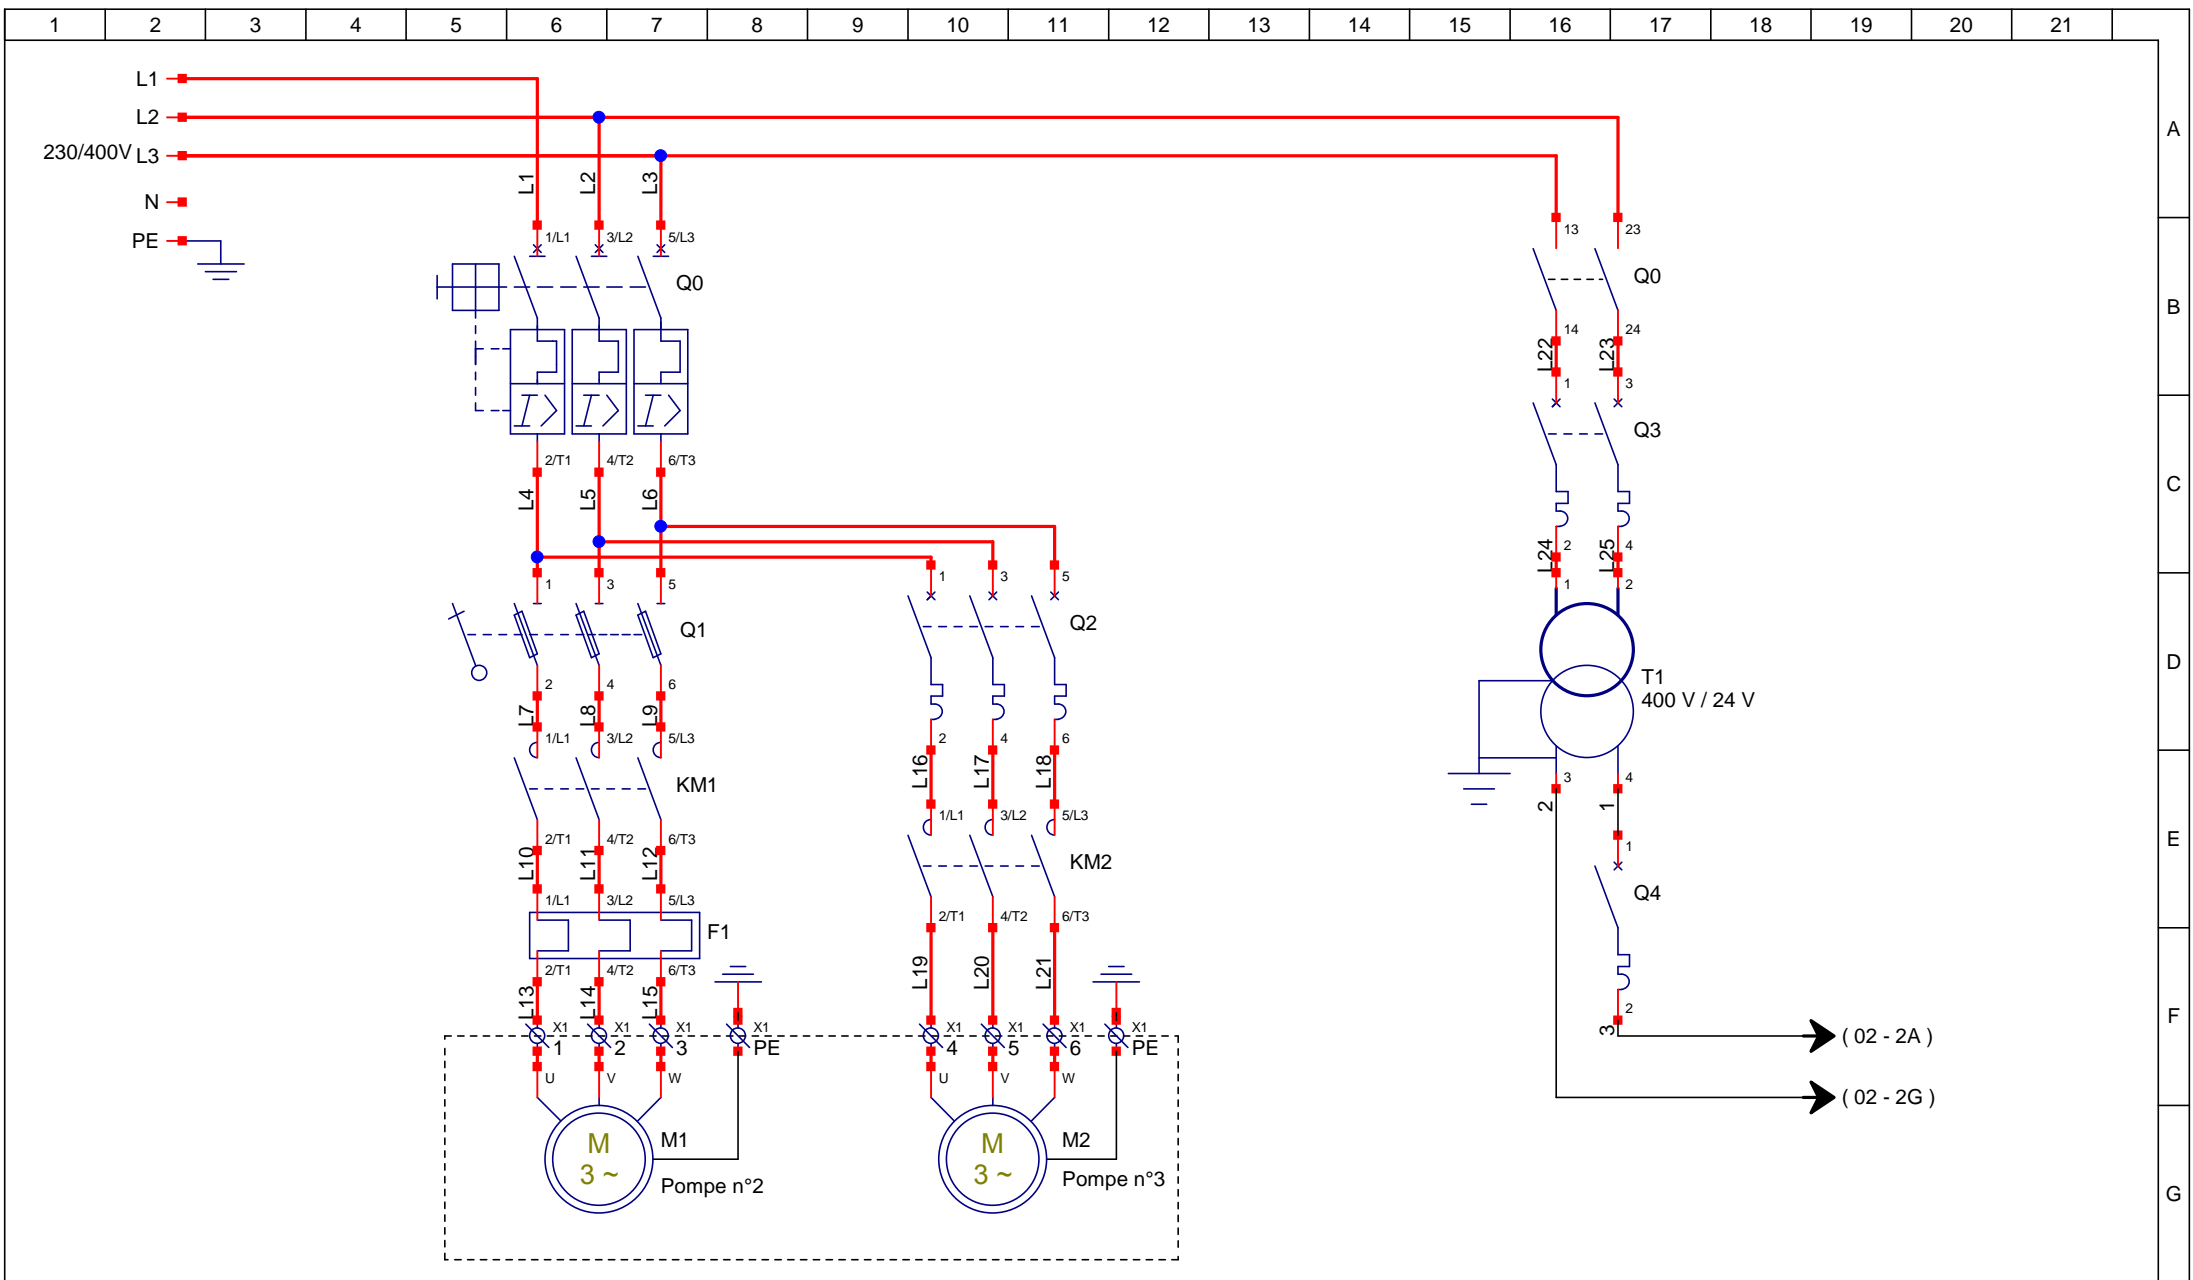 1 2 3 4 5 6 7 8 9 10 11 12 13 14 15 16 17 18 19 20 21
L1
L2
230/400V L3
N
PE
A
B
C
D
E
F
G
L1 L2 L3
1/L1 3/L2 5/L3
Q0
2/T1 4/T2 6/T3
L4 L5 L6
1 3 5
Q1
2 4 6
L7 L8 L9
1/L1 3/L2 5/L3
KM1
2/T1 4/T2 6/T3
L10 L11 L12
1/L1 3/L2 5/L3
F1
2/T1 4/T2 6/T3
L13 L14 L15
X1 X1 X1 X1
1 2 3 PE
U V W
M
3 ~
M1
Pompe n°2
1 3 5
Q2
2 4 6
L16 L17 L18
1/L1 3/L2 5/L3
KM2
2/T1 4/T2 6/T3
L19 L20 L21
X1 X1 X1 X1
4 5 6 PE
U V W
M
3 ~
M2
Pompe n°3
13 23
Q0
14 24
L22 L23
1 3
Q3
2 4
L24 L25
1 2
T1
400 V / 24 V
3 4
2 1
1
Q4
2
3
( 02 - 2A )
( 02 - 2G )